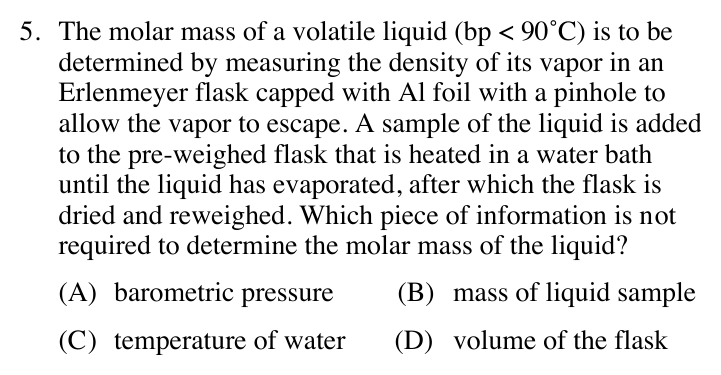 5. The molar mass of a volatile liquid (bp < 90˚C) is to be
determined by measuring the density of its vapor in an
Erlenmeyer flask capped with Al foil with a pinhole to
allow the vapor to escape. A sample of the liquid is added
to the pre-weighed flask that is heated in a water bath
until the liquid has evaporated, after which the flask is
dried and reweighed. Which piece of information is not
required to determine the molar mass of the liquid?
(A) barometric pressure (B) mass of liquid sample
(C) temperature of water (D) volume of the flask